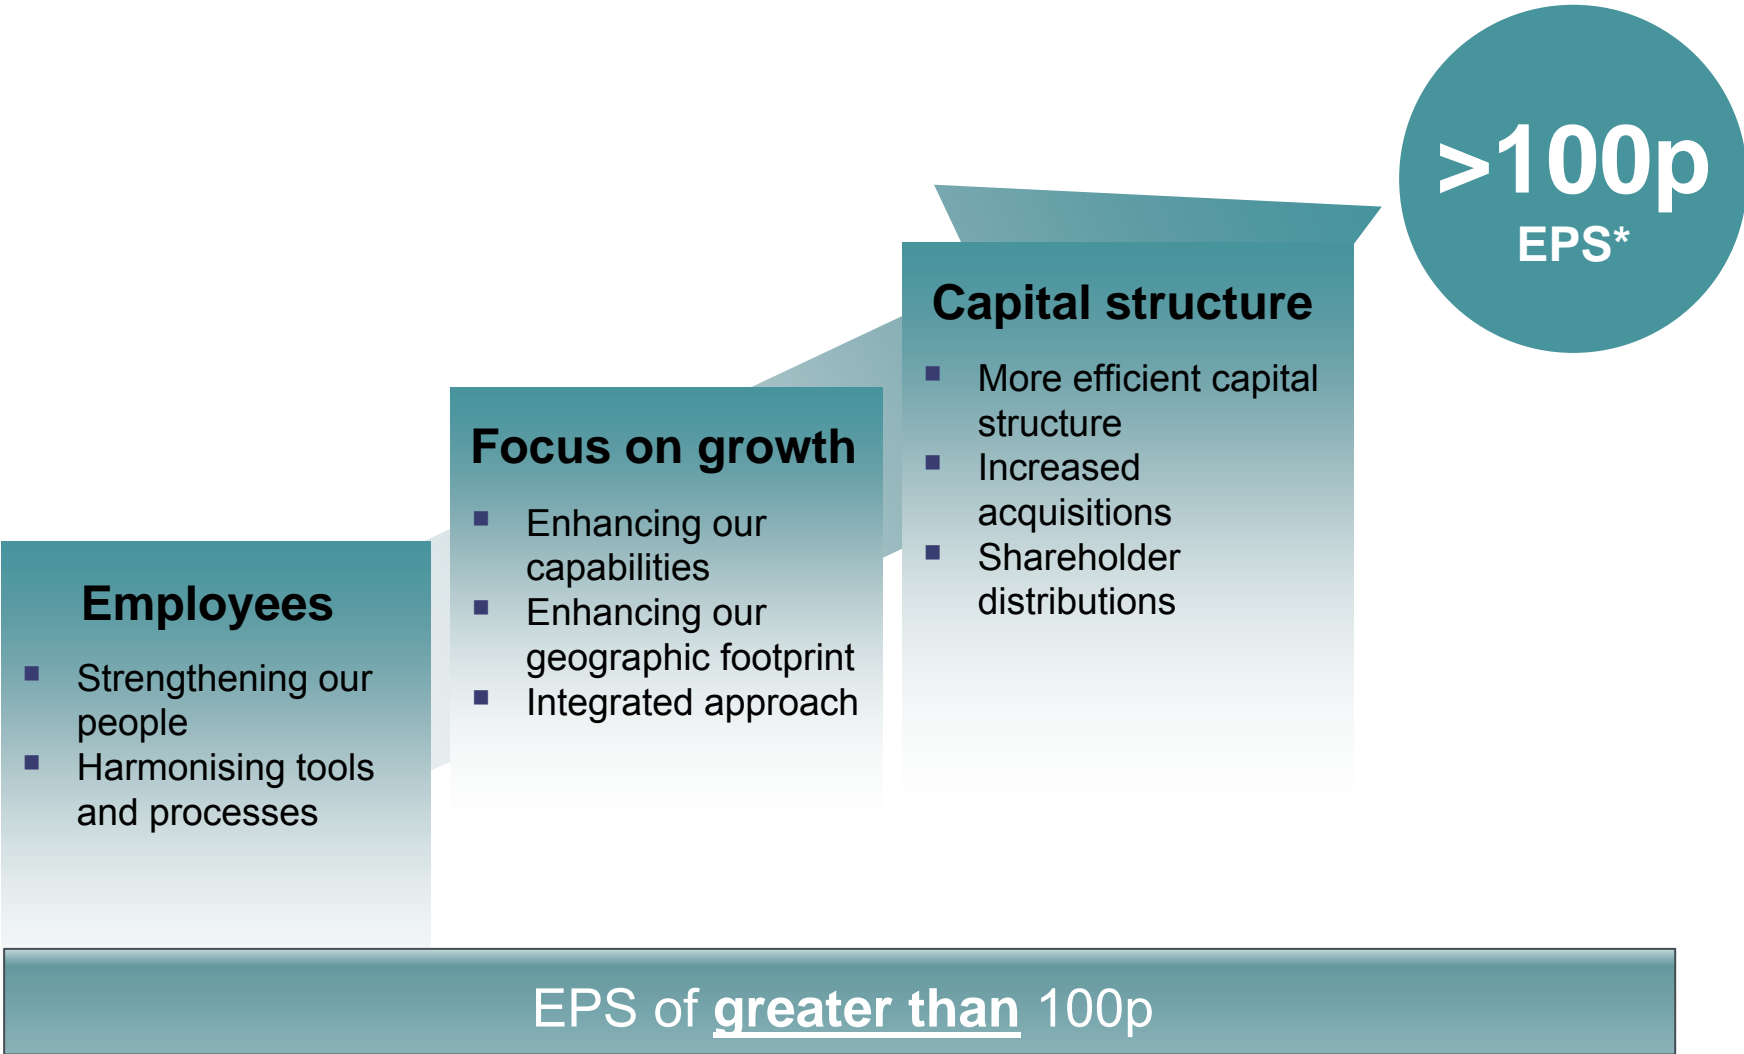 >100p
EPS*
Capital structure
▪ More efficient capital
structure
▪ Increased
acquisitions
▪ Shareholder
distributions
Focus on growth
▪ Enhancing our
capabilities
▪ Enhancing our
geographic footprint
▪ Integrated approach
Employees
▪ Strengthening our
people
▪ Harmonising tools
and processes
EPS of greater than 100p